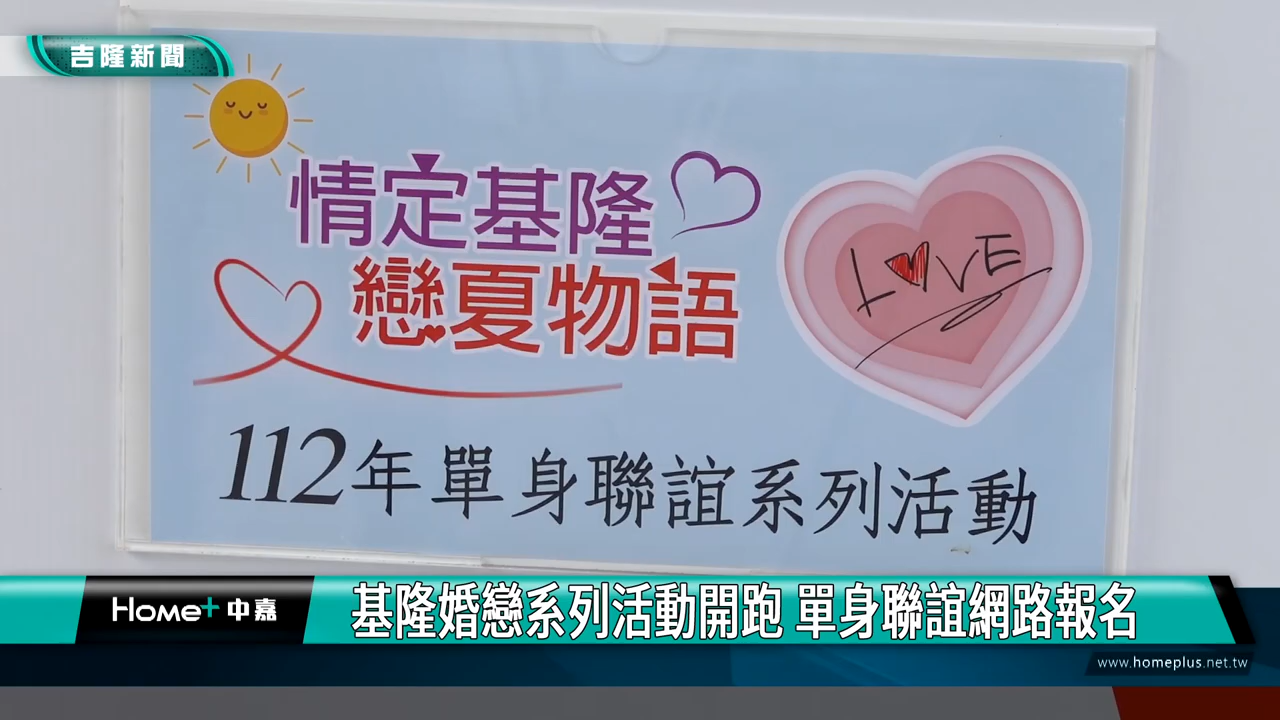 吉隆新聞
情定基隆
戀夏物語
LOVE
112年單身聯誼系列活動
Home+中嘉
基隆婚戀系列活動開跑 單身聯誼網路報名
www.homeplus.net.tw